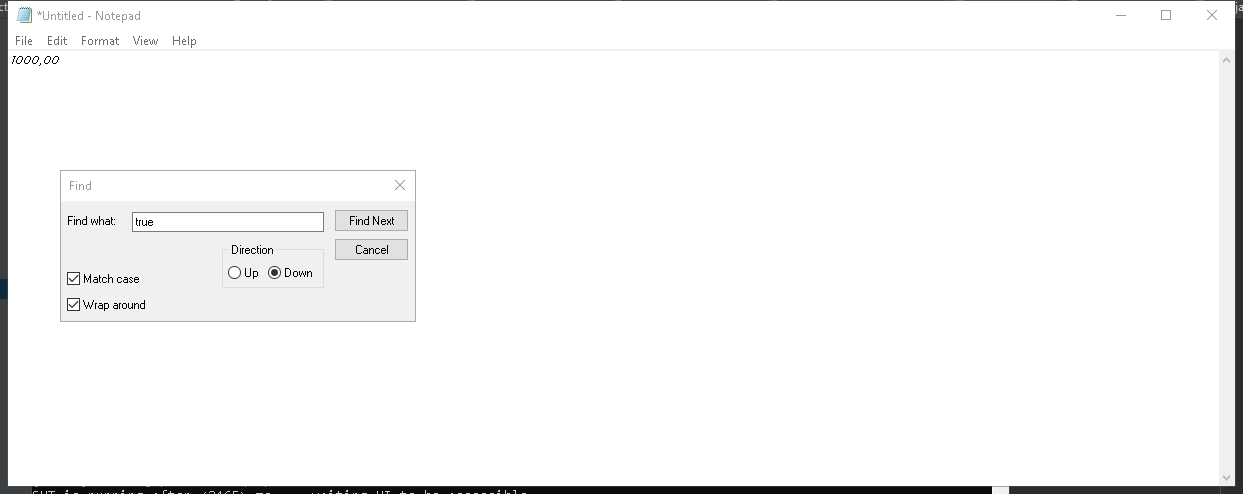 *Untitled - Notepad
File Edit Format View Help
1000,00
Find
Find what: true
Find Next
Direction
Cancel
Up Down
Match case
Wrap around